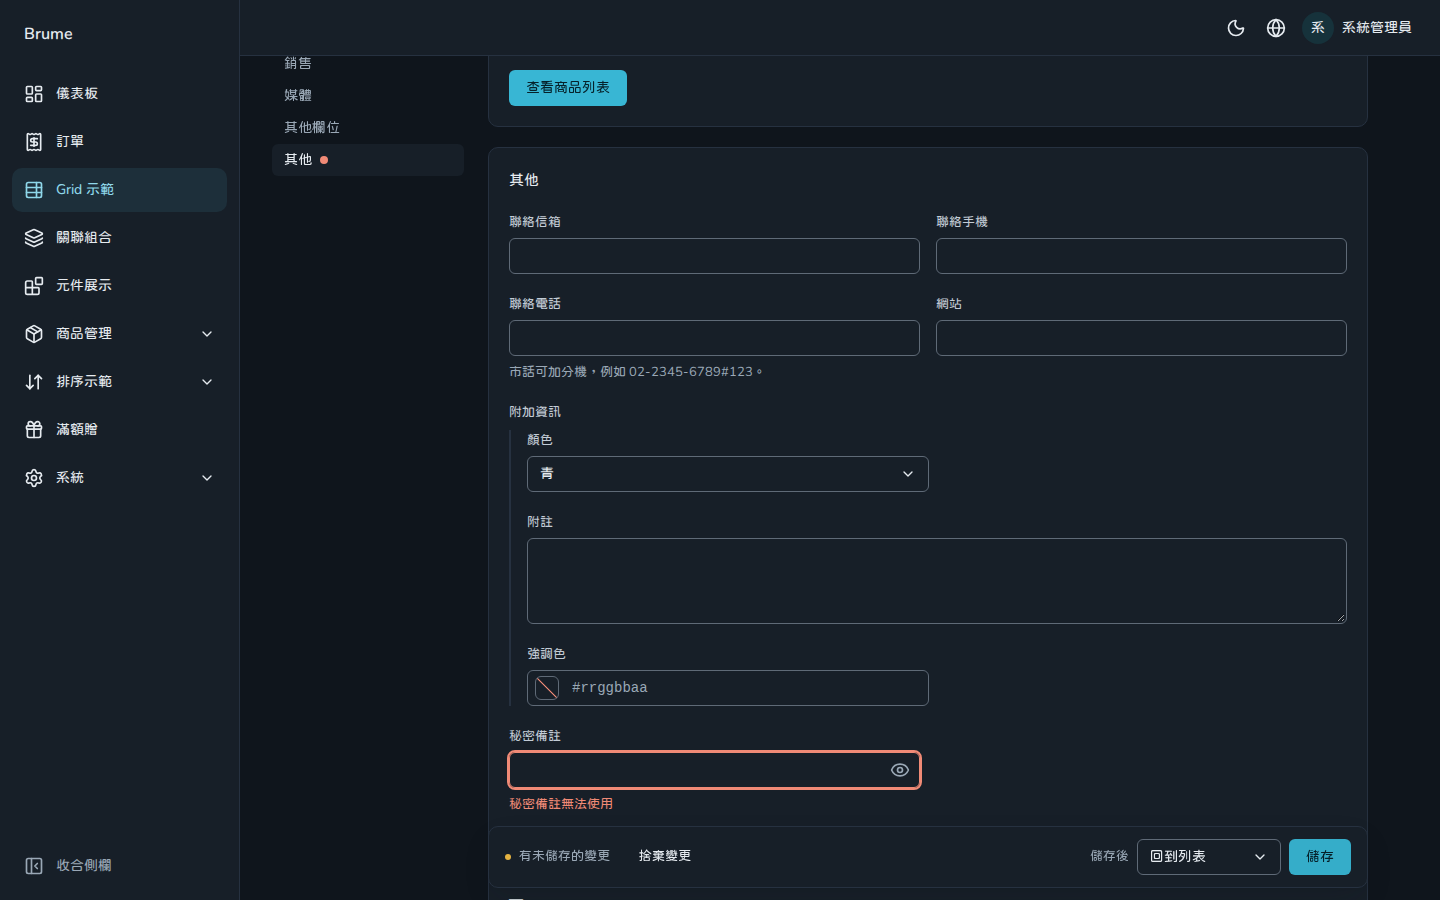 Brume
系 系統管理員
儀表板
訂單
Grid 示範
關聯組合
元件展示
商品管理
排序示範
滿額贈
系統
收合側欄
銷售
媒體
其他欄位
其他
查看商品列表
其他
聯絡信箱
聯絡手機
聯絡電話
網站
市話可加分機，例如 02-2345-6789#123。
附加資訊
顏色
青
附註
強調色
#rrggbbaa
秘密備註
秘密備註無法使用
有未儲存的變更 捨棄變更 儲存後 回到列表 儲存